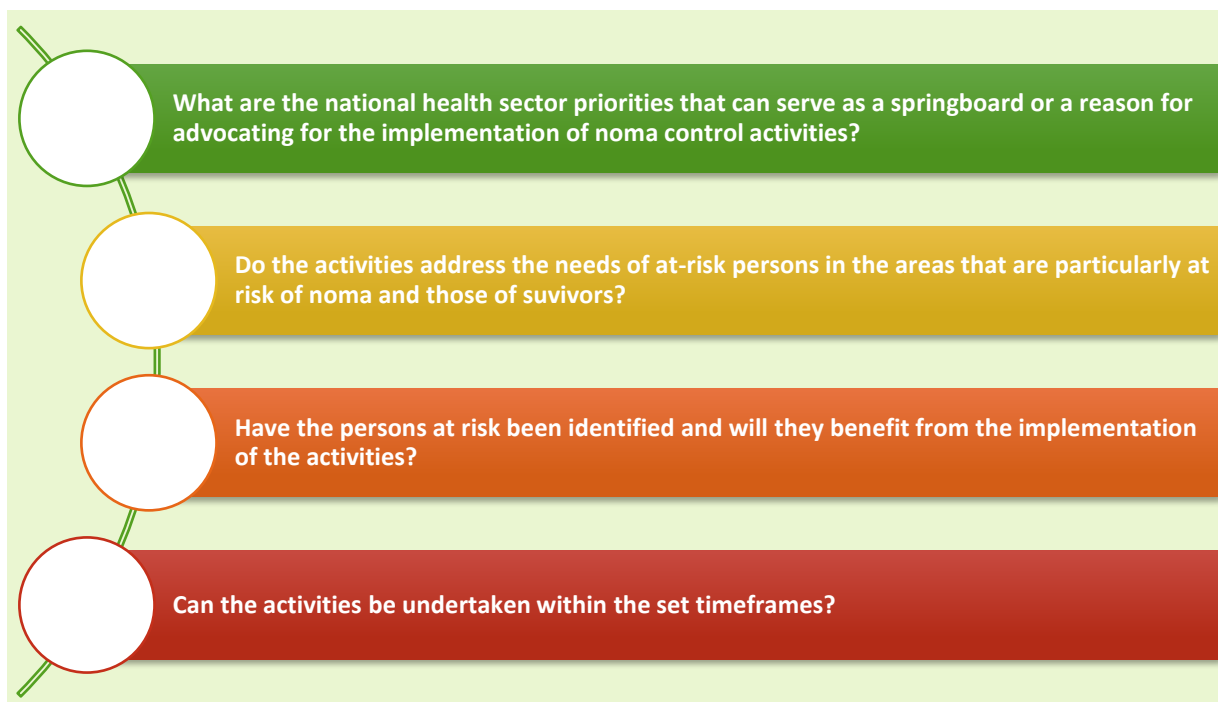 What are the national health sector priorities that can serve as a springboard or a reason for
advocating for the implementation of noma control activities?
Do the activities address the needs of at-risk persons in the areas that are particularly at
risk of noma and those of suvivors?
Have the persons at risk been identified and will they benefit from the implementation
of the activities?
Can the activities be undertaken within the set timeframes?